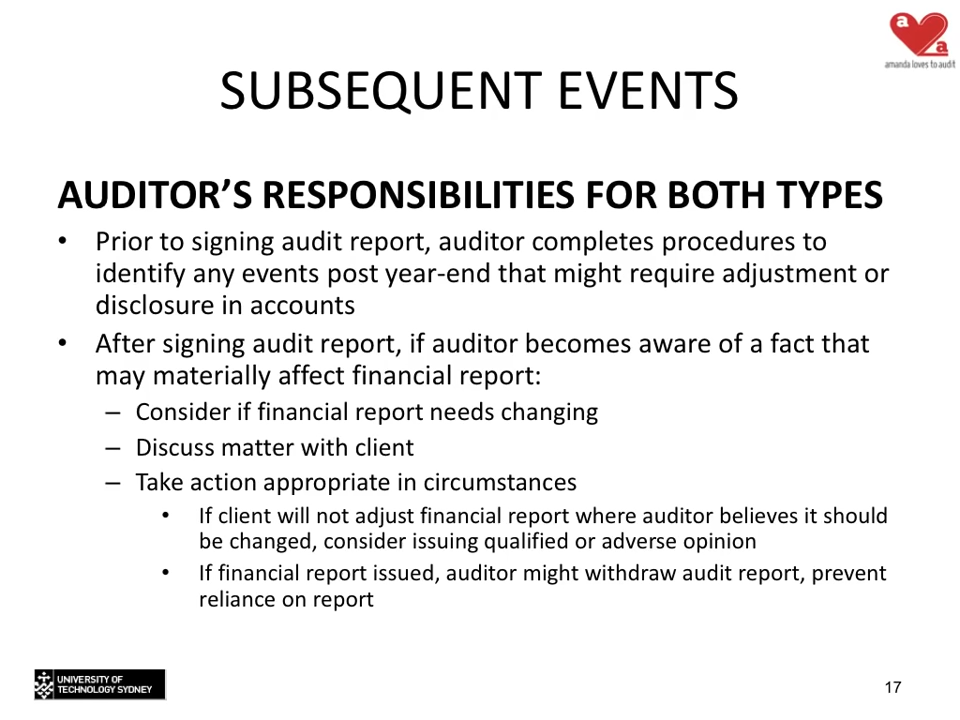 a
a
amanda loves to audit
SUBSEQUENT EVENTS
AUDITOR’S RESPONSIBILITIES FOR BOTH TYPES
• Prior to signing audit report, auditor completes procedures to
identify any events post year-end that might require adjustment or
disclosure in accounts
• After signing audit report, if auditor becomes aware of a fact that
may materially affect financial report:
– Consider if financial report needs changing
– Discuss matter with client
– Take action appropriate in circumstances
• If client will not adjust financial report where auditor believes it should
be changed, consider issuing qualified or adverse opinion
• If financial report issued, auditor might withdraw audit report, prevent
reliance on report
UNIVERSITY OF
TECHNOLOGY SYDNEY
17